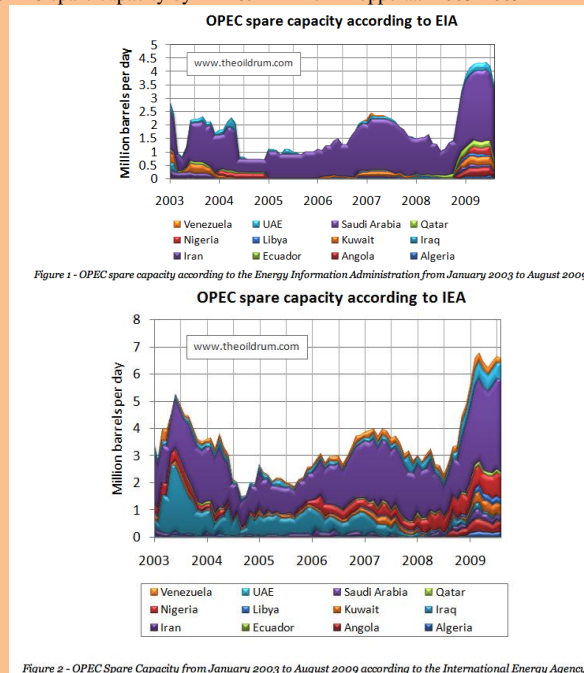 OPEC spare capacity according to EIA
Million barrels per day
5
4.5
4
3.5
3
2.5
2
1.5
1
0.5
0
www.theoildrum.com
2003 2004 2005 2006 2007 2008 2009
Venezuela UAE Saudi Arabia Qatar
Nigeria Libya Kuwait Iraq
Iran Ecuador Angola Algeria
Figure 1 - OPEC spare capacity according to the Energy Information Administration from January 2003 to August 2009
OPEC spare capacity according to IEA
Million barrels per day
8
7
6
5
4
3
2
1
0
www.theoildrum.com
2003 2004 2005 2006 2007 2008 2009
Venezuela UAE Saudi Arabia Qatar
Nigeria Libya Kuwait Iraq
Iran Ecuador Angola Algeria
Figure 2 - OPEC Spare Capacity from January 2003 to August 2009 according to the International Energy Agency